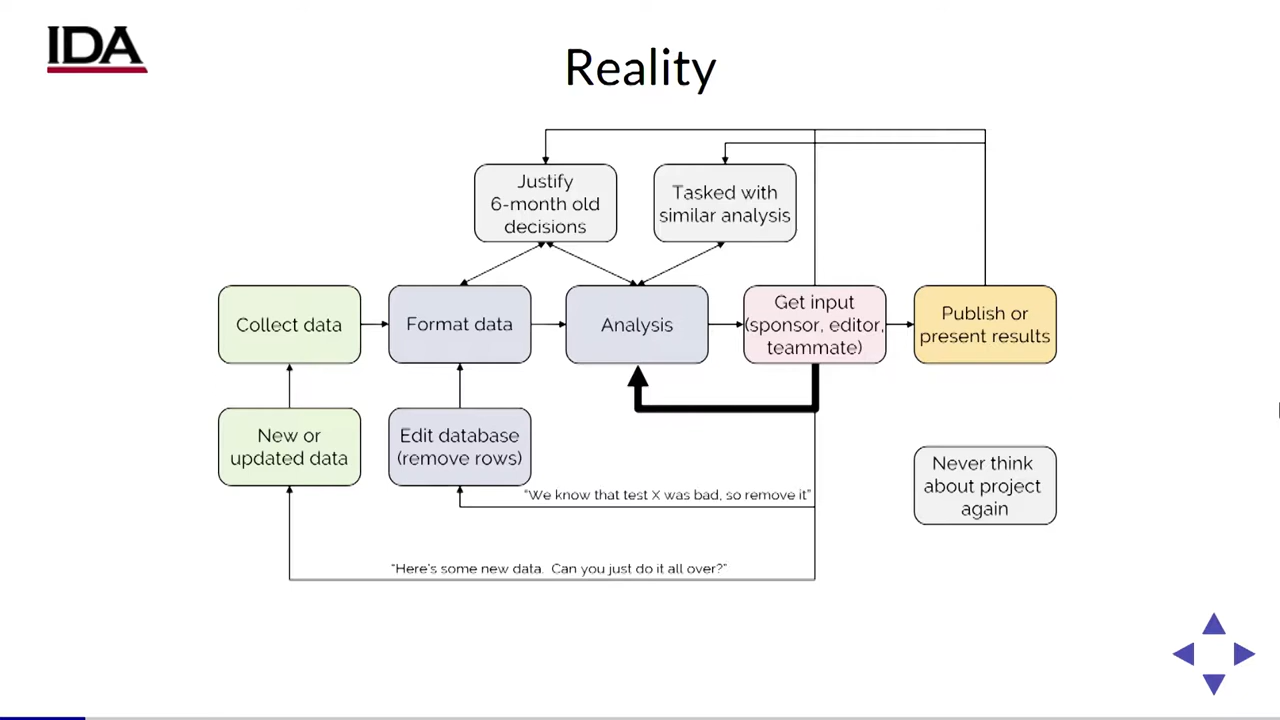 IDA
Reality
Justify
6-month old
decisions
Tasked with
similar analysis
Collect data
Format data
Analysis
Get input
(sponsor, editor,
teammate)
Publish or
present results
New or
updated data
Edit database
(remove rows)
Never think
about project
again
"We know that test X was bad, so remove it"
"Here's some new data. Can you just do it all over?"